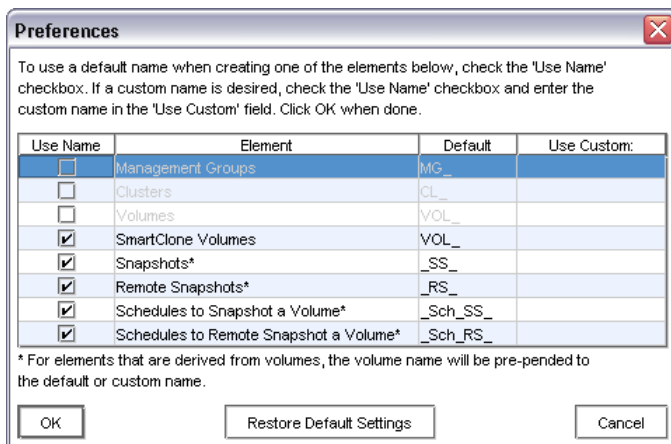 Preferences
To use a default name when creating one of the elements below, check the 'Use Name'
checkbox. If a custom name is desired, check the 'Use Name' checkbox and enter the
custom name in the 'Use Custom' field. Click OK when done.
Use Name Element Default Use Custom:
Management Groups MG_
Clusters CL_
Volumes VOL_
SmartClone Volumes VOL_
Snapshots* _SS_
Remote Snapshots* _RS_
Schedules to Snapshot a Volume* _Sch_SS_
Schedules to Remote Snapshot a Volume* _Sch_RS_
* For elements that are derived from volumes, the volume name will be pre-pended to
the default or custom name.
OK Restore Default Settings Cancel